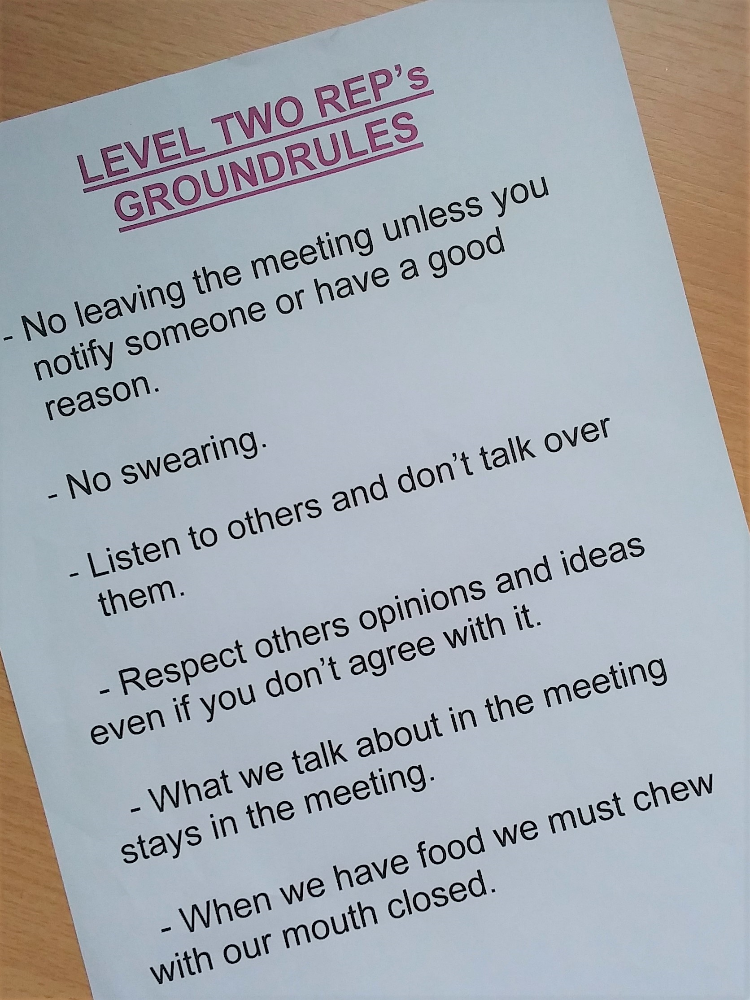 LEVEL TWO REP’s
GROUNDRULES
- No leaving the meeting unless you
notify someone or have a good
reason.
- No swearing.
- Listen to others and don’t talk over
them.
- Respect others opinions and ideas
even if you don’t agree with it.
- What we talk about in the meeting
stays in the meeting.
- When we have food we must chew
with our mouth closed.